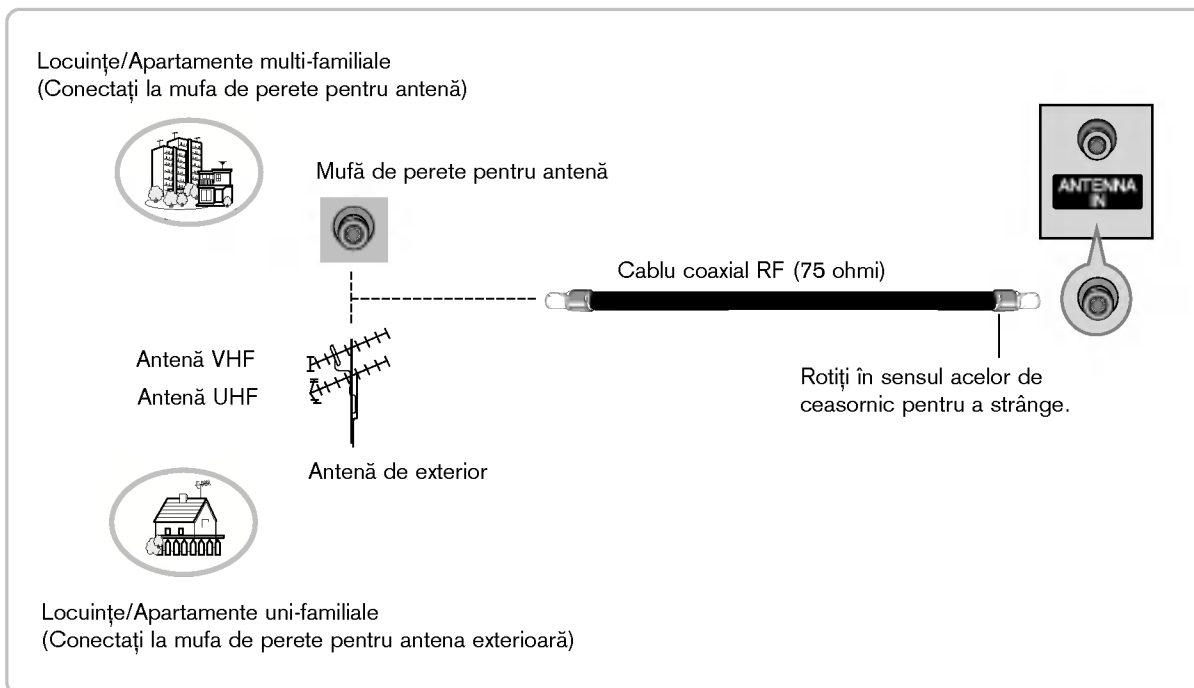 Locuințe/Apartamente multi-familiale
(Conectați la mufa de perete pentru antenă)
Mufă de perete pentru antenă
ANTENNA
IN
Cablu coaxial RF (75 ohmi)
Antenă VHF
Antenă UHF
Rotiți în sensul acelor de
ceasornic pentru a strânge.
Antenă de exterior
Locuințe/Apartamente uni-familiale
(Conectați la mufa de perete pentru antena exterioară)